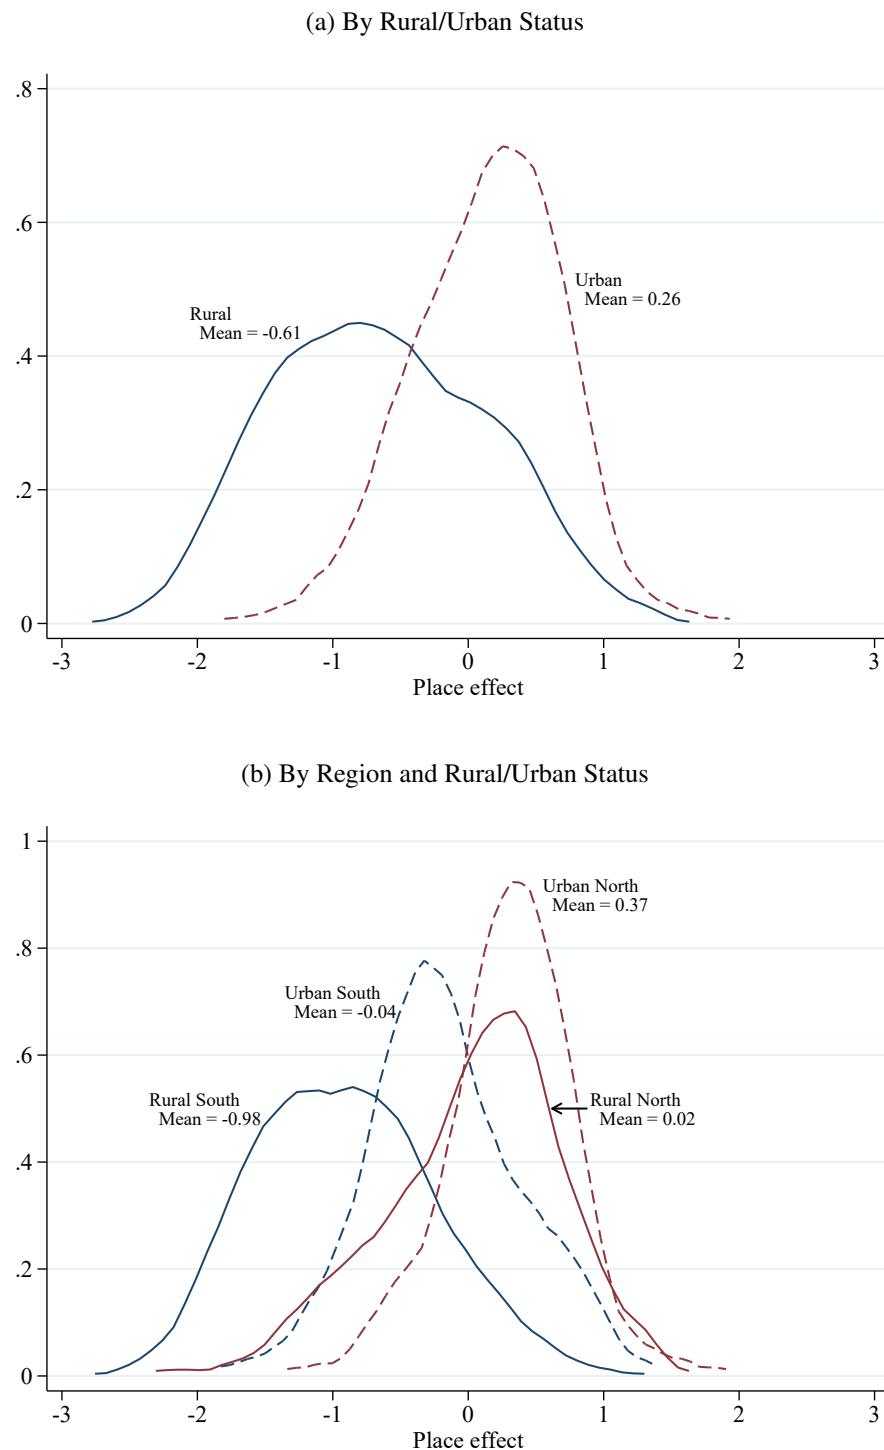 (a) By Rural/Urban Status
.8
.6
Urban
Mean = 0.26
Rural
Mean = -0.61
.4
.2
0
-3 -2 -1 0 1 2 3
Place effect
(b) By Region and Rural/Urban Status
1
Urban North
Mean = 0.37
.8
Urban South
Mean = -0.04
.6
Rural South
Mean = -0.98
Rural North
Mean = 0.02
.4
.2
0
-3 -2 -1 0 1 2 3
Place effect